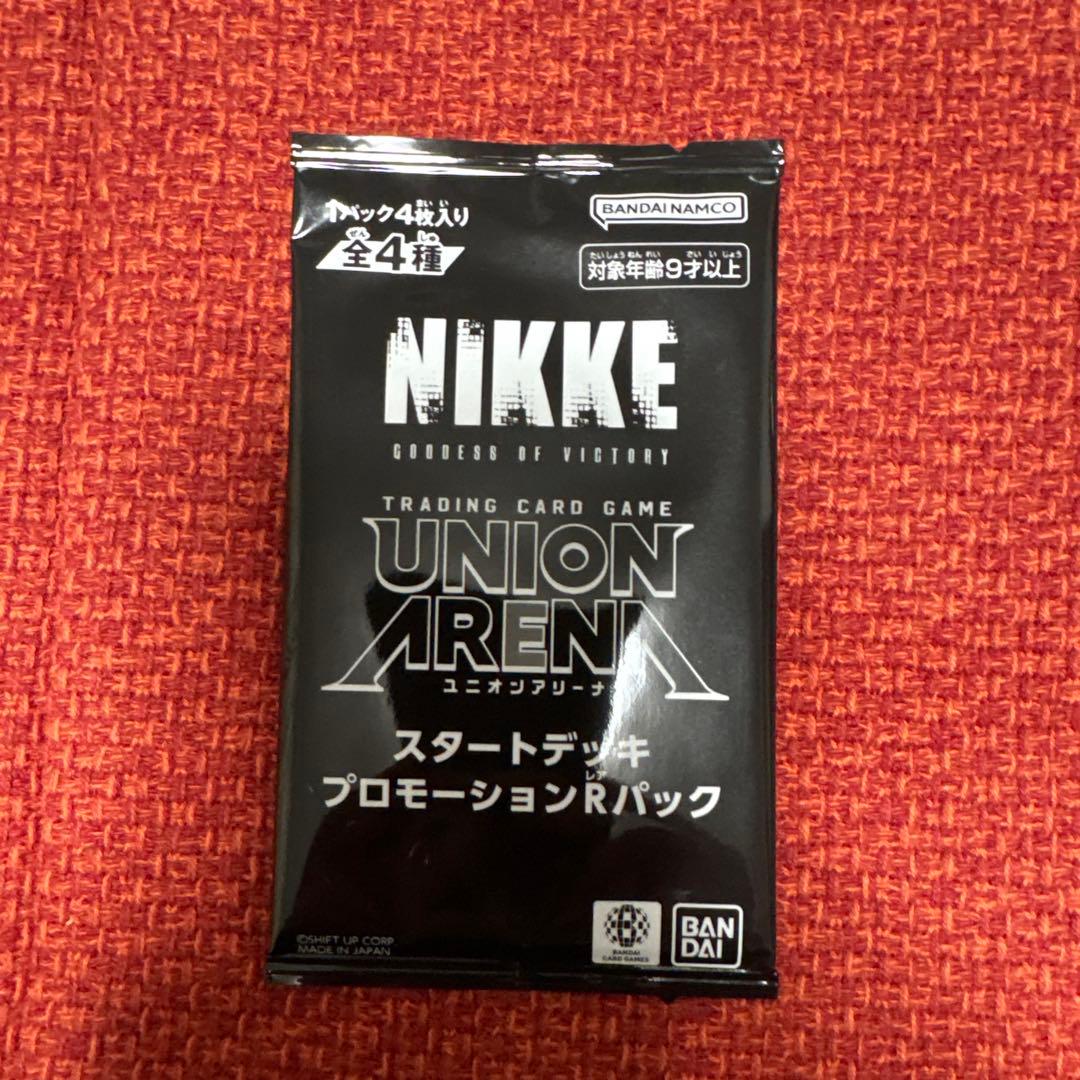 1パック4枚入り
全4種
BANDAI NAMCO
対象年齢9才以上
NIKKE
GODDESS OF VICTORY
TRADING CARD GAME
UNION
ARENA
ユニオンアリーナ
スタートデッキ
プロモーションRパック
©SHIFT UP CORP.
MADE IN JAPAN
BANDAI
CARD GAMES
BAN
DAI